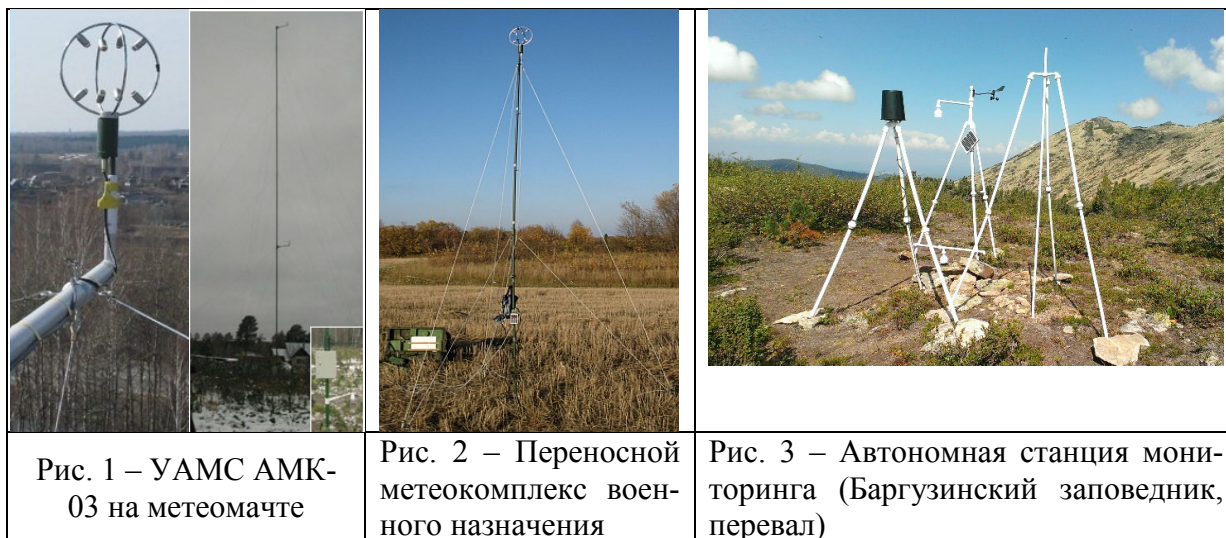 Рис. 1 – УАМС АМК-
03 на метеомачте
Рис. 2 – Переносной
метеокомплекс воен-
ного назначения
Рис. 3 – Автономная станция мони-
торинга (Баргузинский заповедник,
перевал)